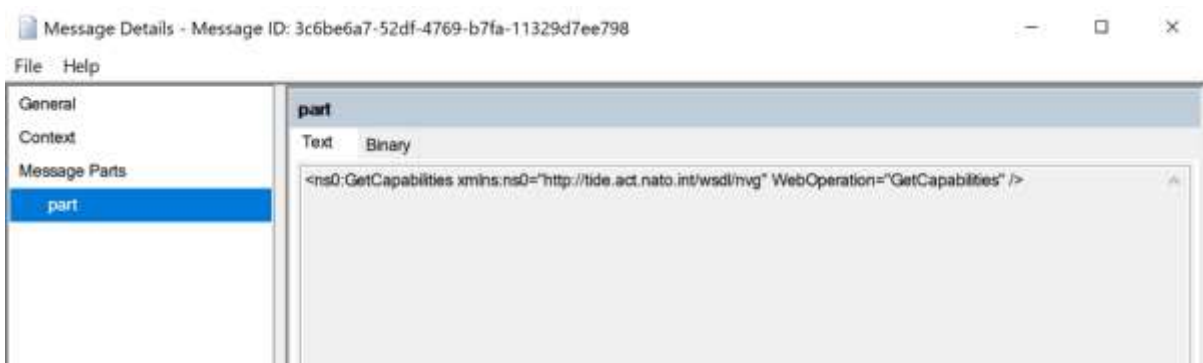 Message Details - Message ID: 3c6be6a7-52df-4769-b7fa-11329d7ee798
File Help
General
Context
Message Parts
part
part
Text Binary
<ns0:GetCapabilities xmlns:ns0="http://tide.act.nato.int/wsdl/nvg" WebOperation="GetCapabilities" />